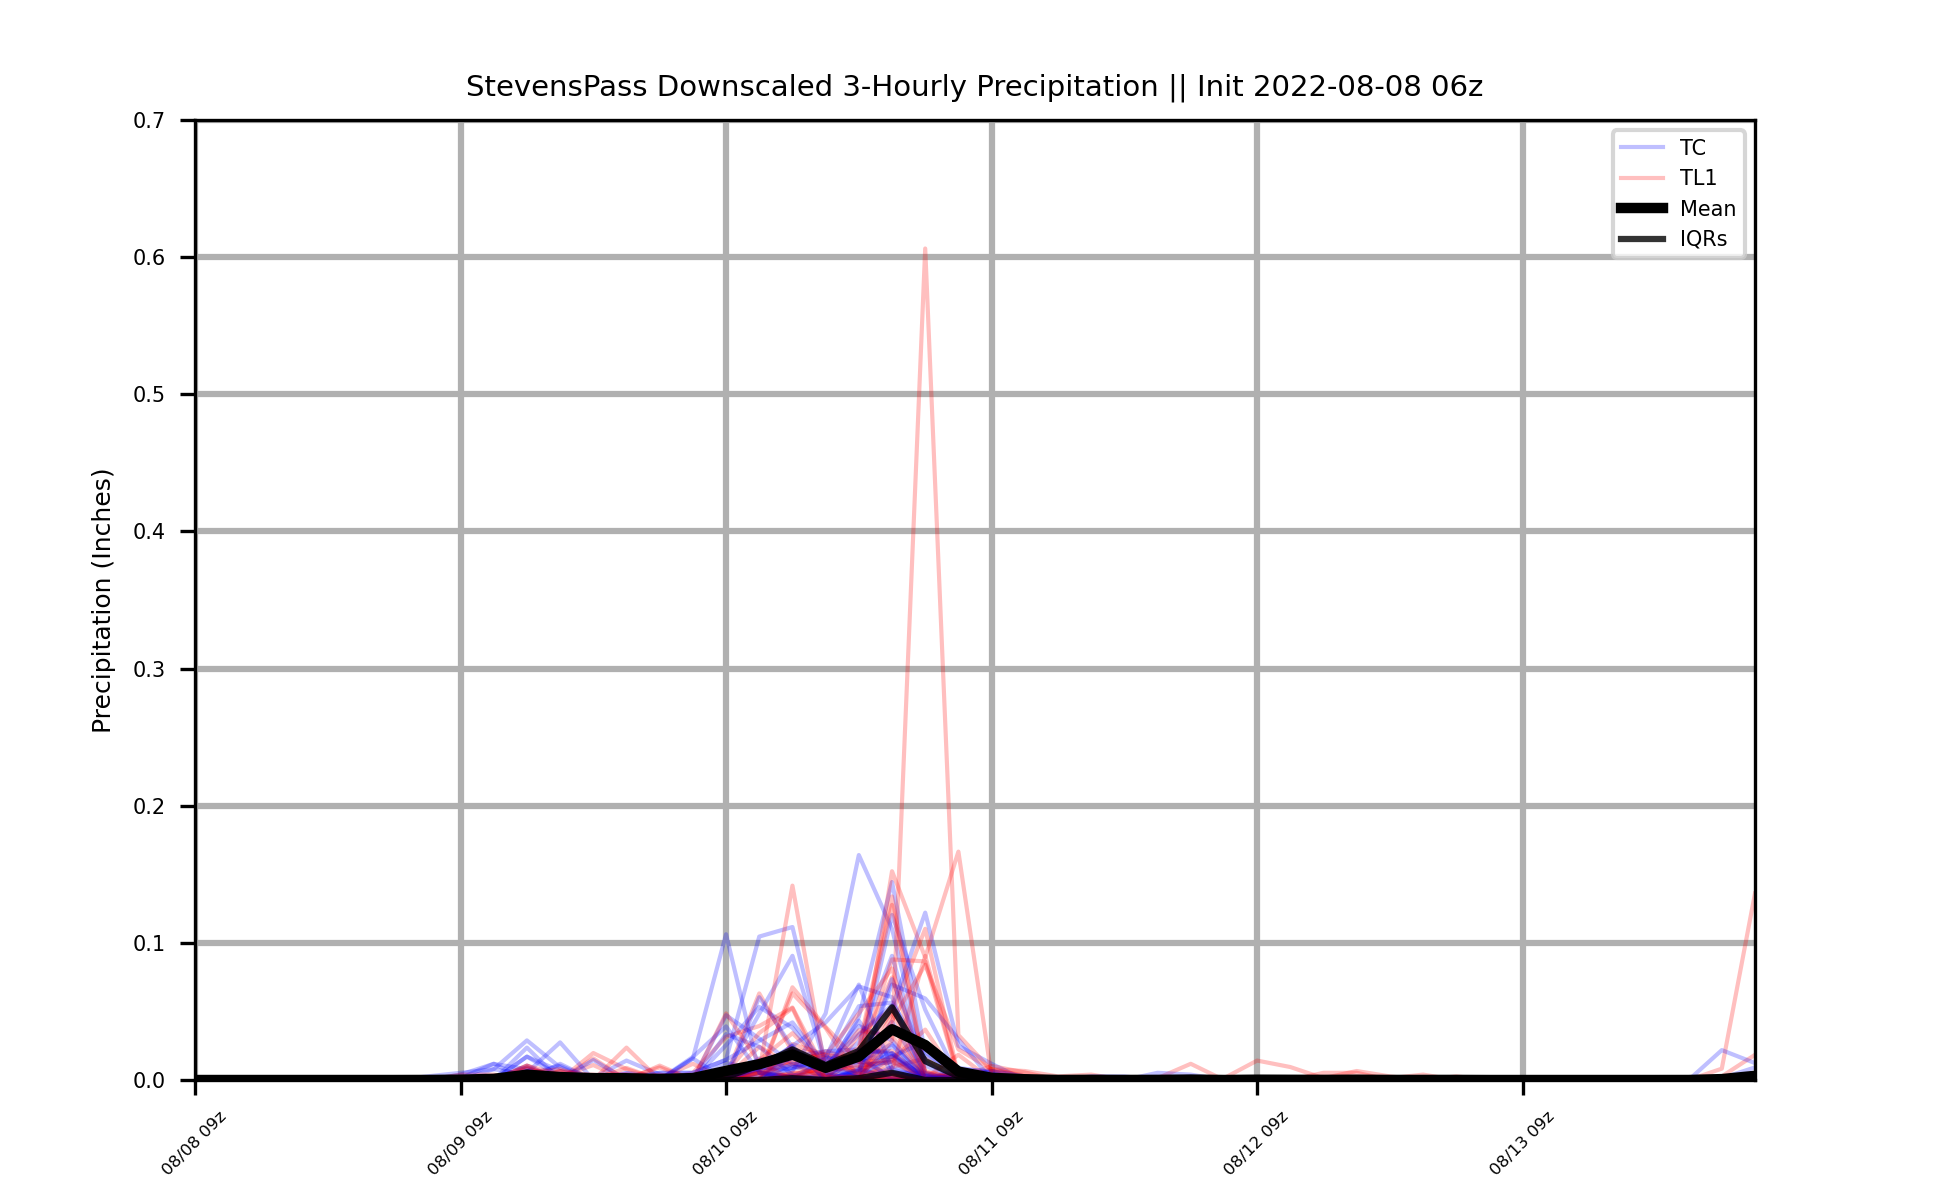 StevensPass Downscaled 3-Hourly Precipitation || Init 2022-08-08 06z
TC
TL1
Mean
IQRs
Precipitation (Inches)
0.7
0.6
0.5
0.4
0.3
0.2
0.1
0.0
08/08 09z
08/09 09z
08/10 09z
08/11 09z
08/12 09z
08/13 09z